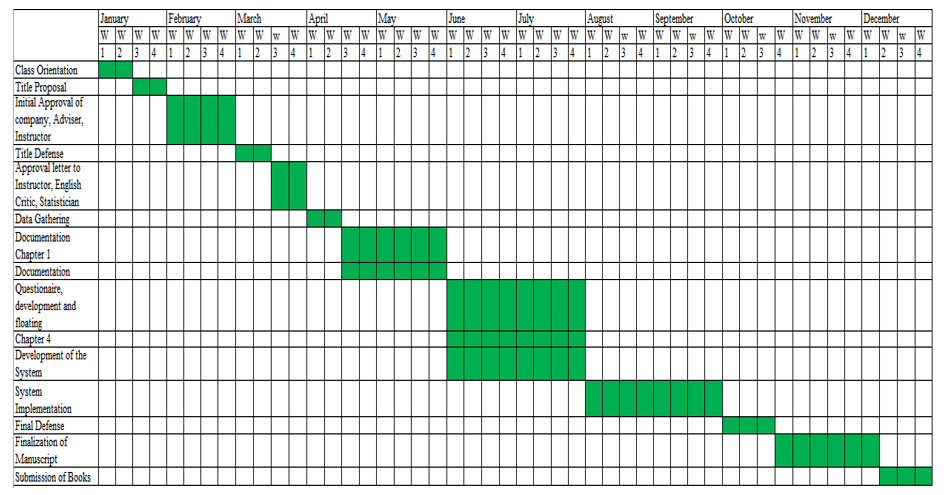 January February March April May June July August September October November December
W W W W W W W W W W w W W W W W W W W W W W W W W W W W W W w W W W w W W W w W W W w W W W w W
1 2 3 4 1 2 3 4 1 2 3 4 1 2 3 4 1 2 3 4 1 2 3 4 1 2 3 4 1 2 3 4 1 2 3 4 1 2 3 4 1 2 3 4 1 2 3 4
Class Orientation
Title Proposal
Initial Approval of
company, Adviser,
Instructor
Title Defense
Approval letter to
Instructor, English
Critic, Statistician
Data Gathering
Documentation
Chapter 1
Documentation
Questionaire,
development and
floating
Chapter 4
Development of the
System
System
Implementation
Final Defense
Finalization of
Manuscript
Submission of Books